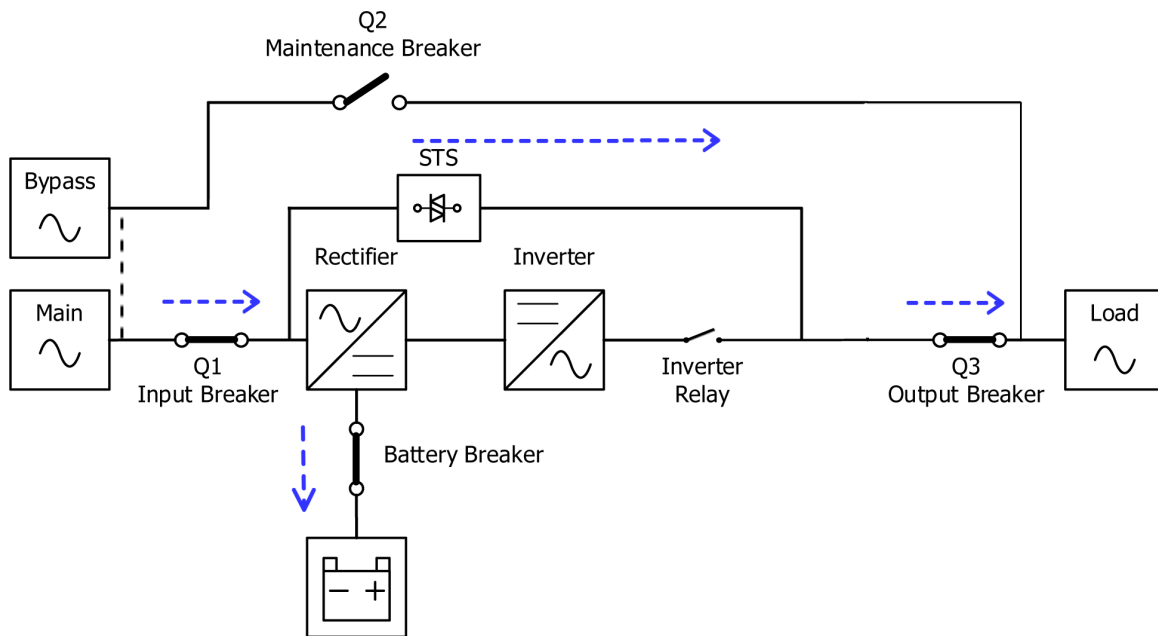 Q2
Maintenance Breaker
STS
Bypass
Rectifier
Inverter
Main
Load
Q1
Input Breaker
Inverter
Relay
Q3
Output Breaker
Battery Breaker